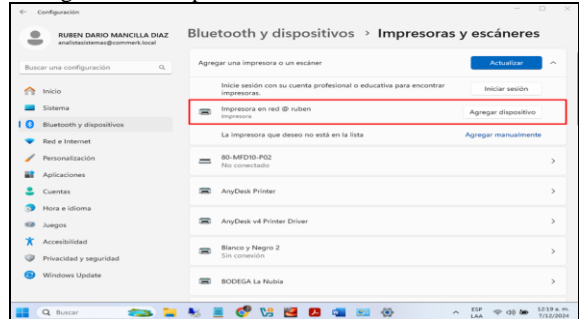 Configuración
RUBEN DARIO MANCILLA DIAZ
analistasistemas@commerk.local
Buscar una configuración
Inicio
Sistema
Bluetooth y dispositivos
Red e Internet
Personalización
Aplicaciones
Cuentas
Hora e idioma
Juegos
Accesibilidad
Privacidad y seguridad
Windows Update
Bluetooth y dispositivos > Impresoras y escáneres
Agregar una impresora o un escáner
Actualizar
Inicie sesión con su cuenta profesional o educativa para encontrar
impresoras.
Iniciar sesión
Impresora en red @ ruben
Impresora
Agregar dispositivo
La impresora que deseo no está en la lista
Agregar manualmente
80-MFD10-P02
No conectado
AnyDesk Printer
AnyDesk v4 Printer Driver
Blanco y Negro 2
Sin conexión
BODEGA La Nubia
Buscar
ESP
LAA
12:19 a. m.
7/12/2024